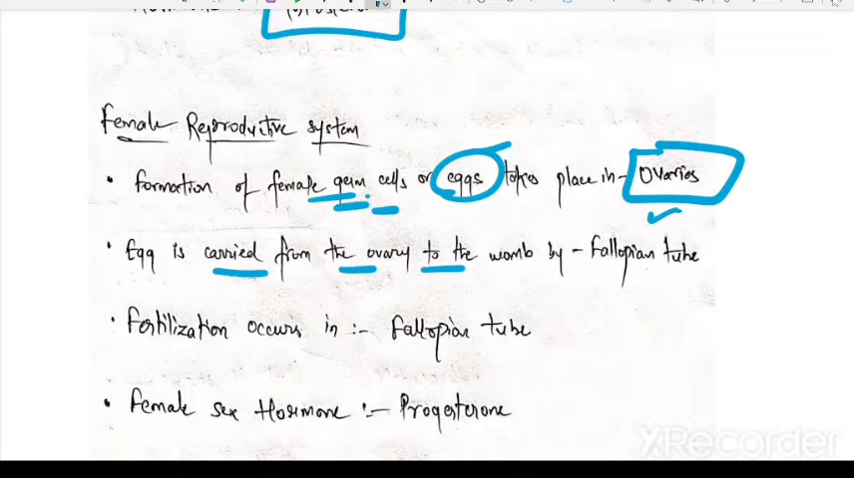 Female Reproductive system
• formation of female germ cells or eggs takes place in - Ovaries
• Egg is carried from the ovary to the womb by - fallopian tube
• fertilization occurs in :- fallopian tube
• female sex Hormone :- Progesterone
XRecorder